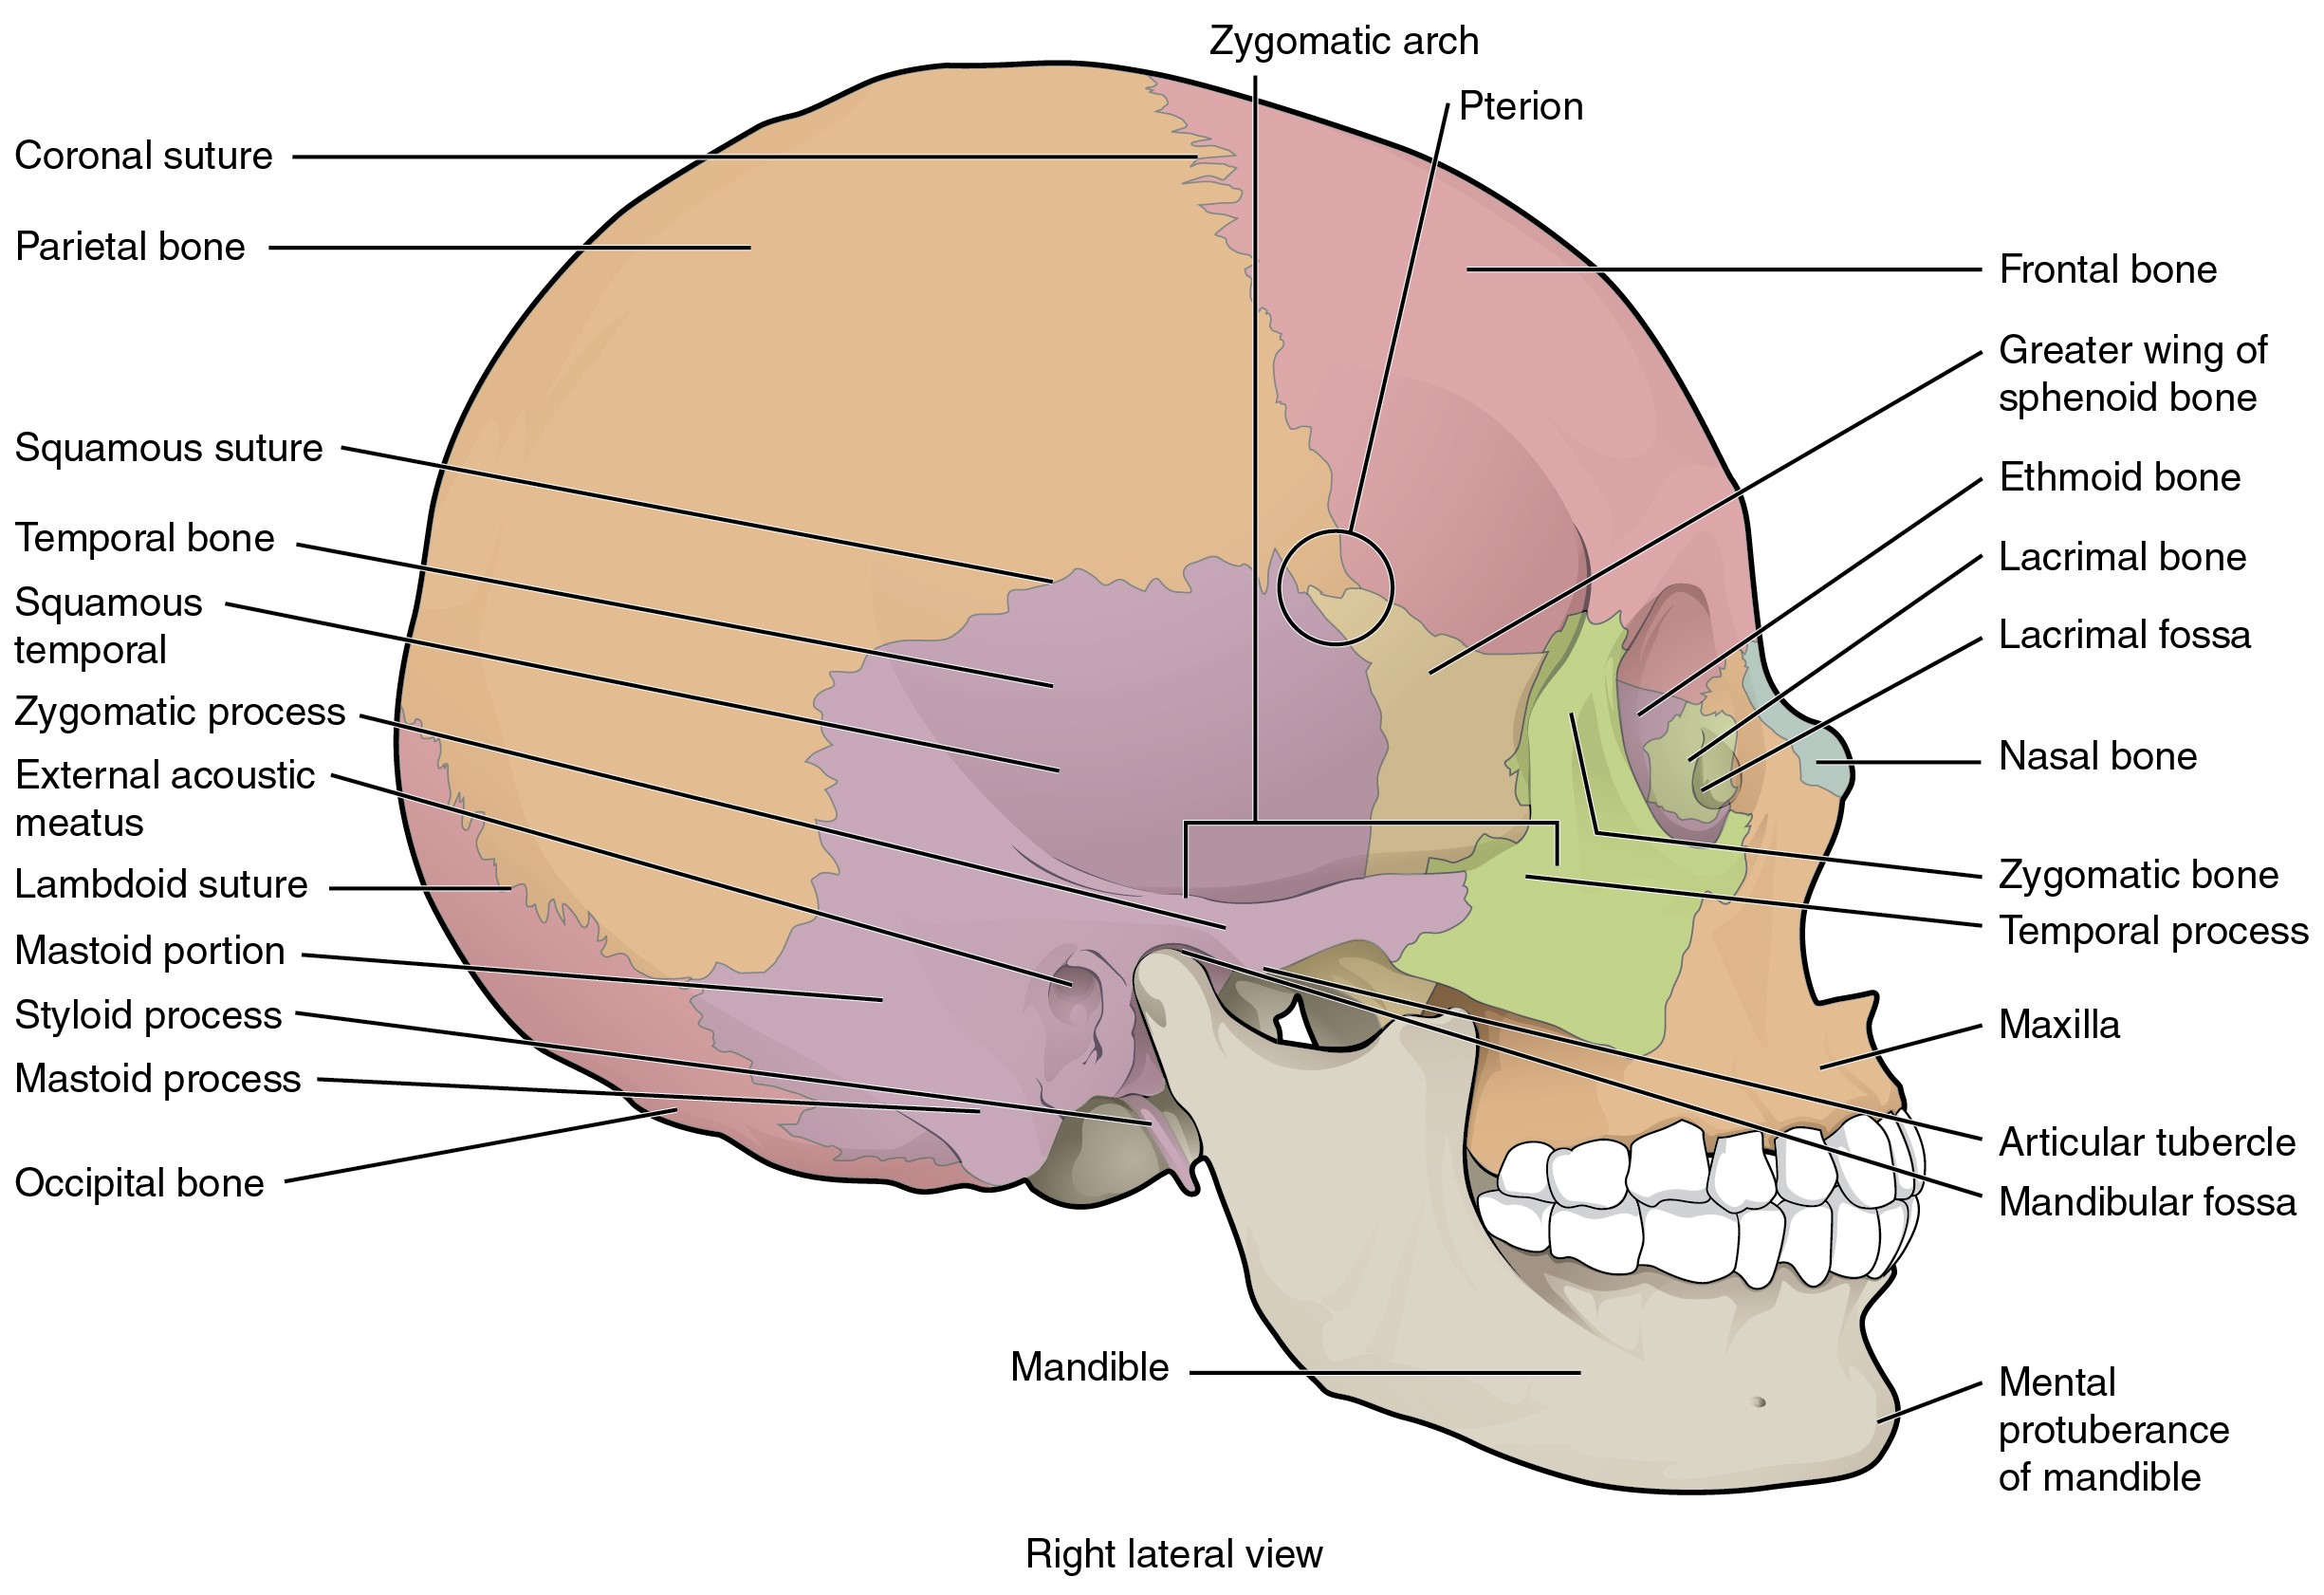 Zygomatic arch
Pterion
Coronal suture
Parietal bone
Squamous suture
Temporal bone
Squamous
temporal
Zygomatic process
External acoustic
meatus
Lambdoid suture
Mastoid portion
Styloid process
Mastoid process
Occipital bone
Frontal bone
Greater wing of
sphenoid bone
Ethmoid bone
Lacrimal bone
Lacrimal fossa
Nasal bone
Zygomatic bone
Temporal process
Maxilla
Articular tubercle
Mandibular fossa
Mandible
Mental
protuberance
of mandible
Right lateral view